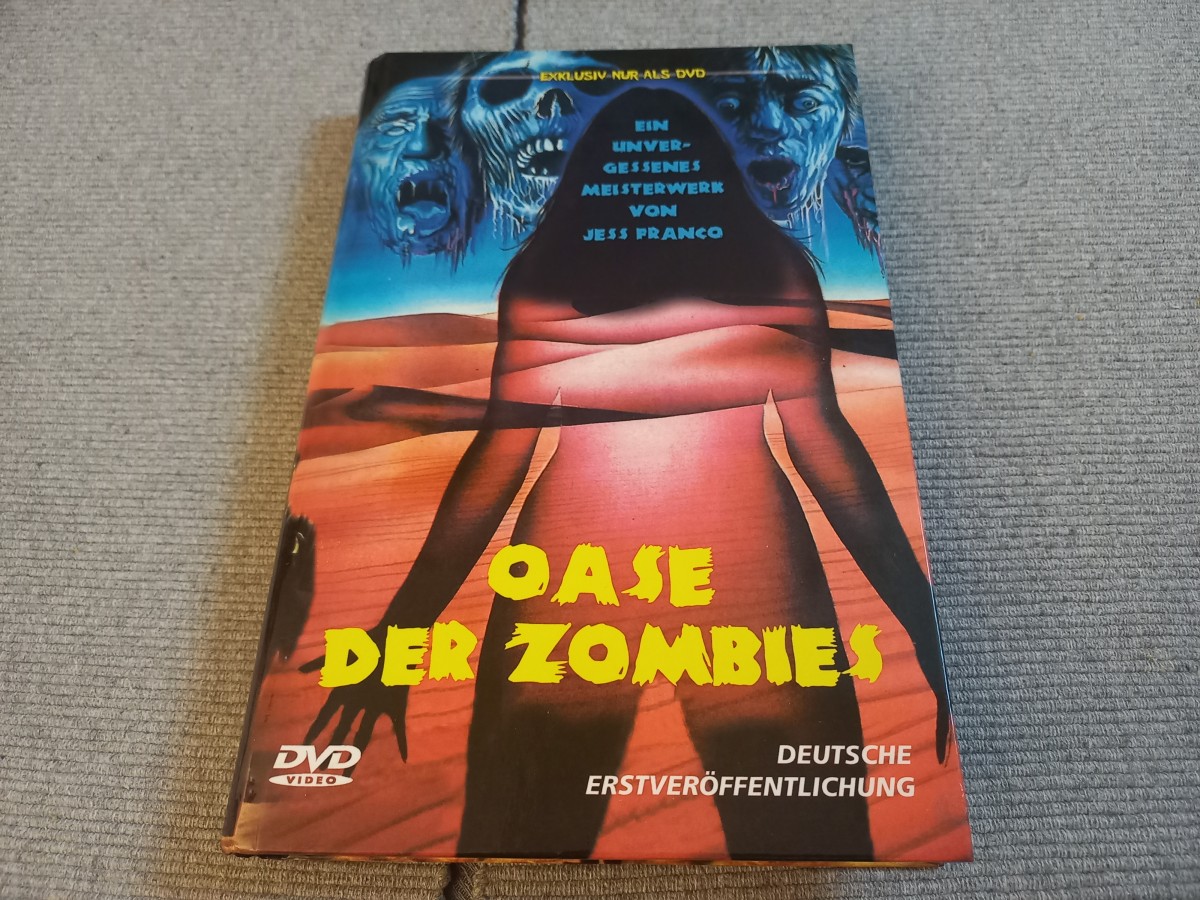 EXKLUSIV NUR ALS DVD
EIN
UNVER-
GESSENES
MEISTERWERK
VON
JESS FRANCO
OASE
DER ZOMBIES
DVD
VIDEO
DEUTSCHE
ERSTVERÖFFENTLICHUNG